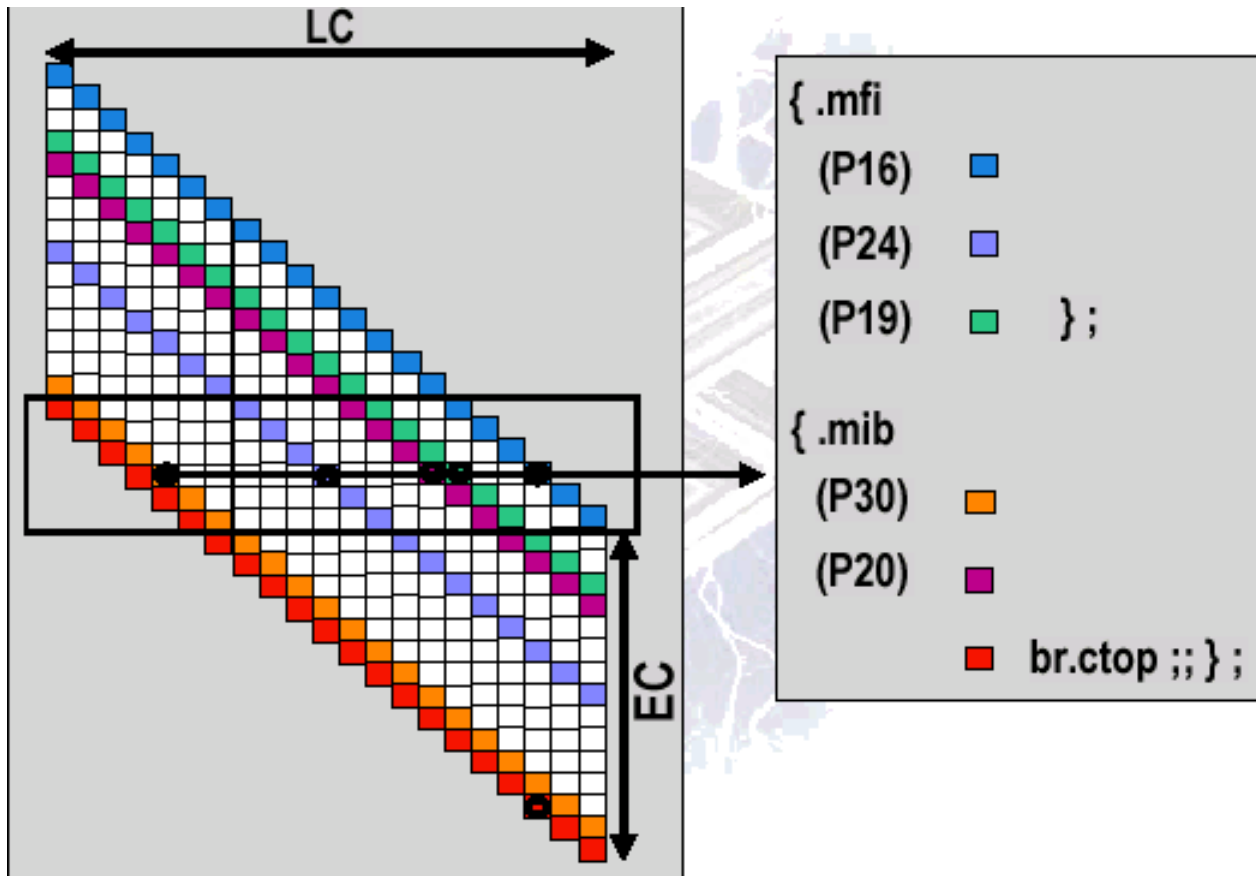 LC
EC
{ .mfi
(P16)
(P24)
(P19) } ;
{ .mib
(P30)
(P20)
br.ctop ;; } ;